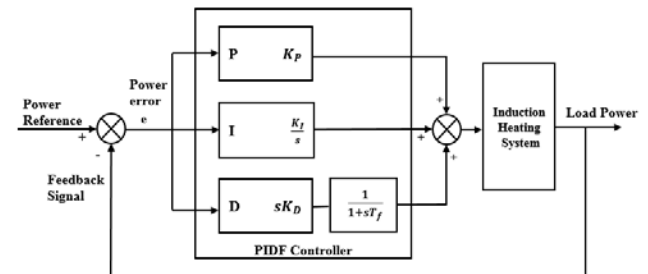 Power
Reference
+
-
Feedback
Signal
Power
error
e
P K_P
I K_I/s
D sK_D
1/1+sT_f
PIDF Controller
+
+
+
Induction
Heating
System
Load Power